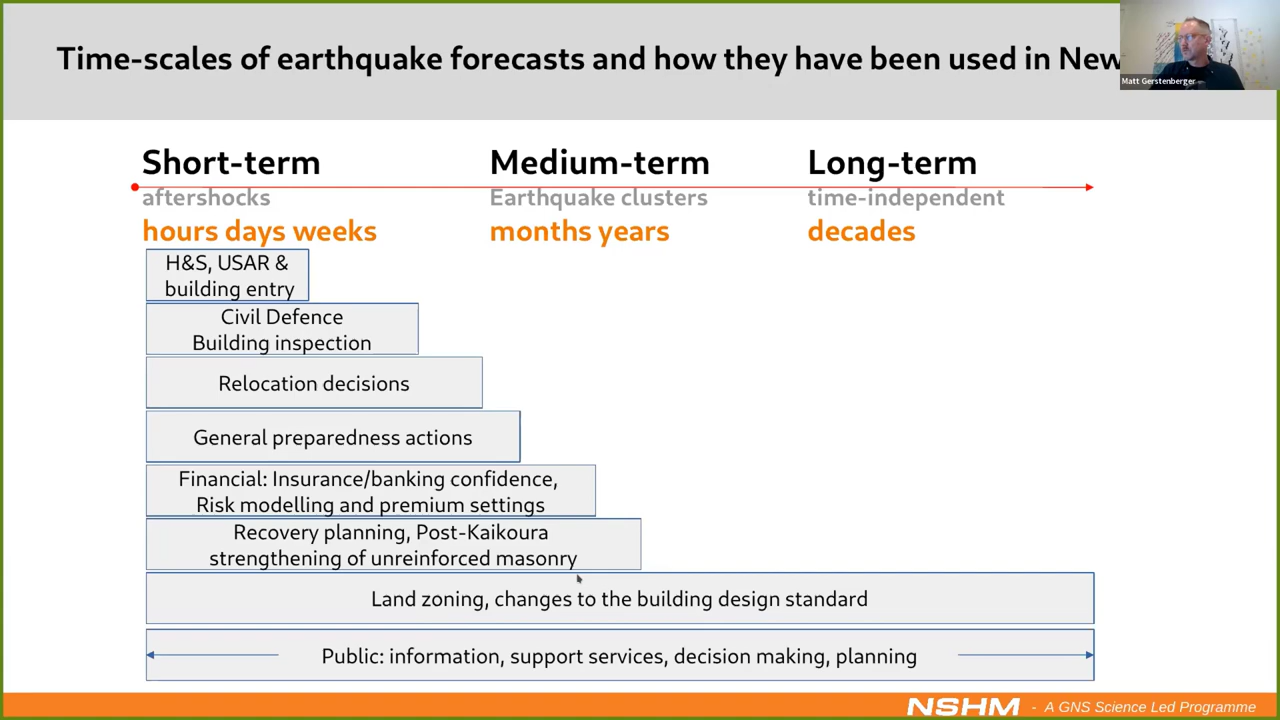 Time-scales of earthquake forecasts and how they have been used in New
Matt Gerstenberger
Short-term
Medium-term
Long-term
aftershocks
Earthquake clusters
time-independent
hours days weeks
months years
decades
H&S, USAR &
building entry
Civil Defence
Building inspection
Relocation decisions
General preparedness actions
Financial: Insurance/banking confidence,
Risk modelling and premium settings
Recovery planning, Post-Kaikoura
strengthening of unreinforced masonry
Land zoning, changes to the building design standard
Public: information, support services, decision making, planning
NSHM - A GNS Science Led Programme